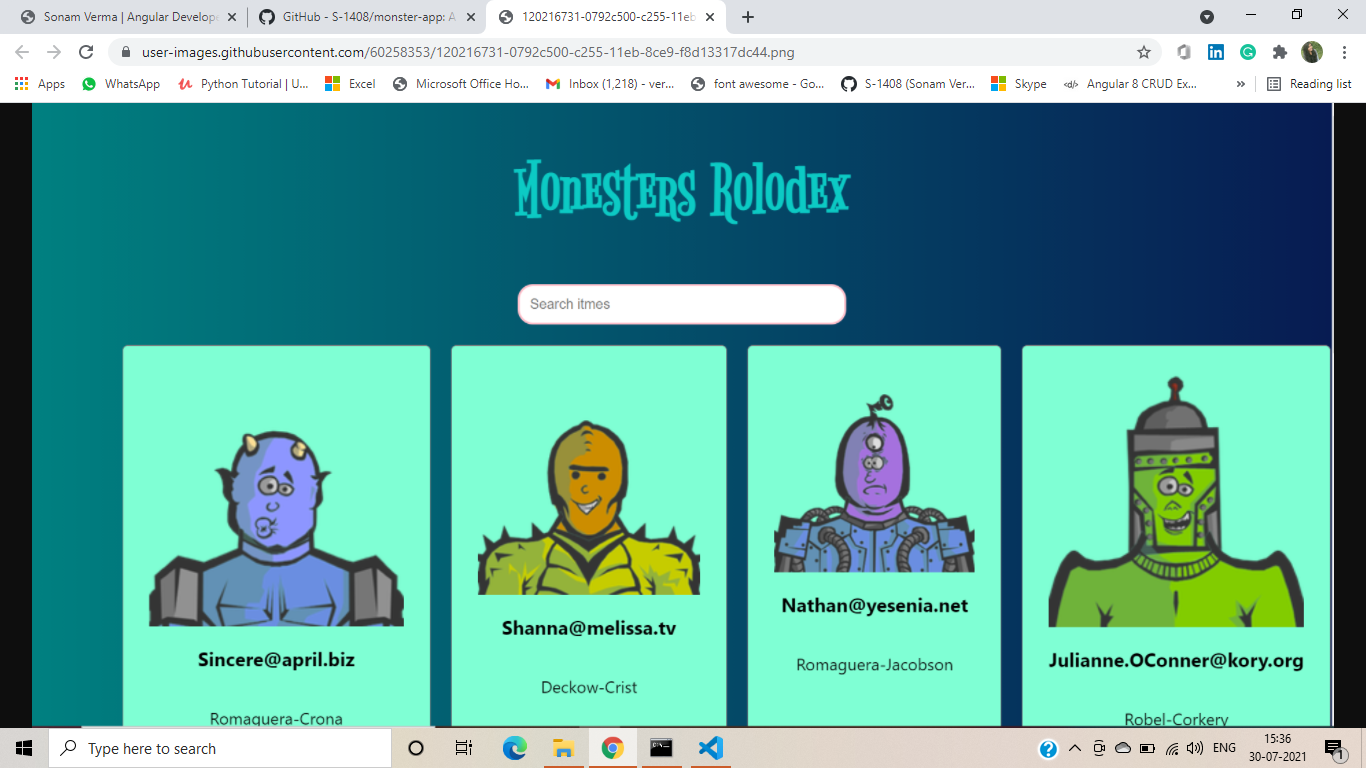 Sonam Verma | Angular Develope
GitHub - S-1408/monster-app: A
120216731-0792c500-c255-11eb
user-images.githubusercontent.com/60258353/120216731-0792c500-c255-11eb-8ce9-f8d13317dc44.png
Apps
WhatsApp
Python Tutorial | U...
Excel
Microsoft Office Ho...
Inbox (1,218) - ver...
font awesome - Go...
S-1408 (Sonam Ver...
Skype
Angular 8 CRUD Ex...
»
Reading list
Monesters Rolodex
Search itmes
Sincere@april.biz
Romaguera-Crona
Shanna@melissa.tv
Deckow-Crist
Nathan@yesenia.net
Romaguera-Jacobson
Julianne.OConner@kory.org
Robel-Corkery
Type here to search
ENG
15:36
30-07-2021
1